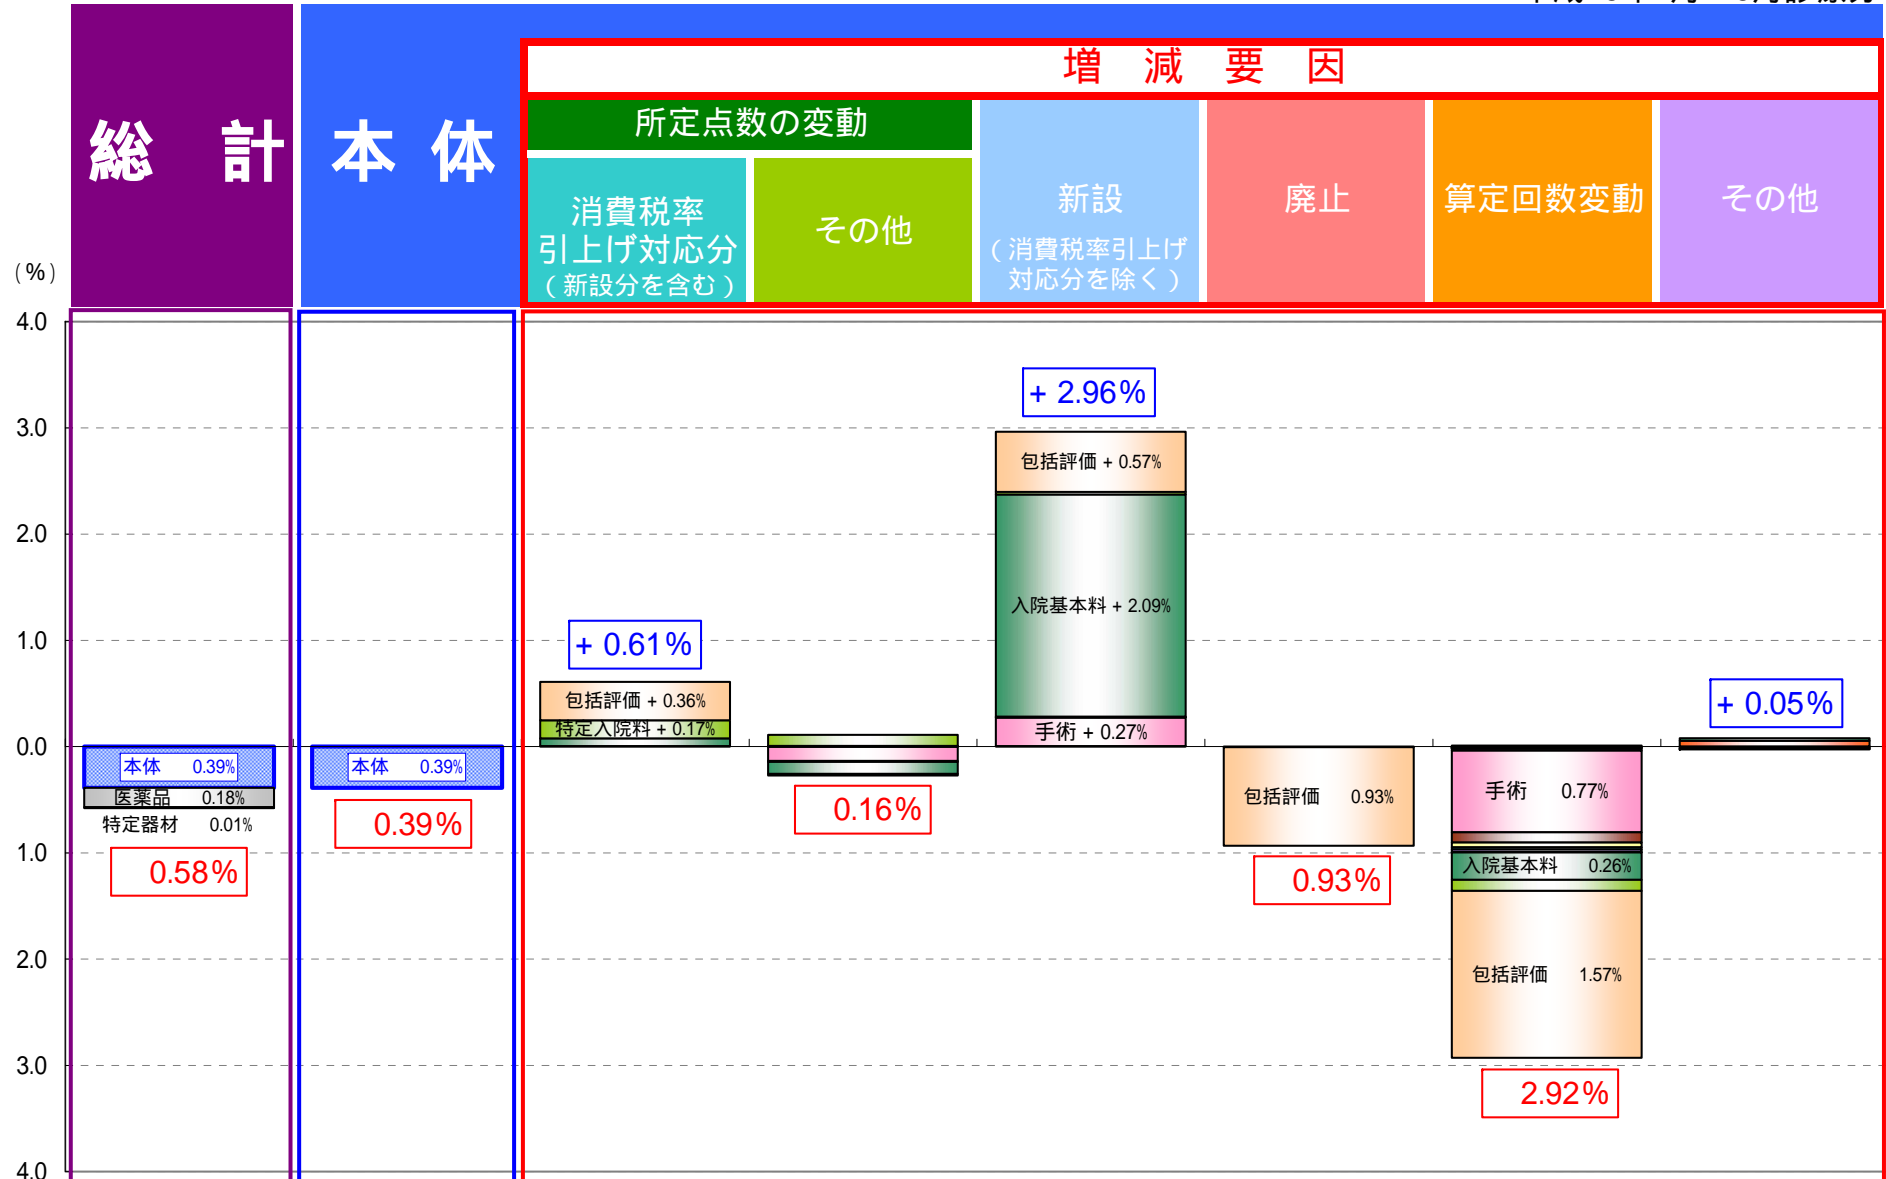 増減要因
総計
本体
所定点数の変動
消費税率
引上げ対応分
(新設分を含む)
その他
新設
(消費税率引上げ
対応分を除く)
廃止
算定回数変動
その他
(%)
4.0
3.0
2.0
1.0
0.0
1.0
2.0
3.0
4.0
本体 0.39%
医薬品 0.18%
特定器材 0.01%
0.58%
本体 0.39%
0.39%
+ 0.61%
包括評価 + 0.36%
特定入院料 + 0.17%
0.16%
+ 2.96%
包括評価 + 0.57%
入院基本料 + 2.09%
手術 + 0.27%
包括評価 0.93%
0.93%
手術 0.77%
入院基本料 0.26%
包括評価 1.57%
2.92%
+ 0.05%